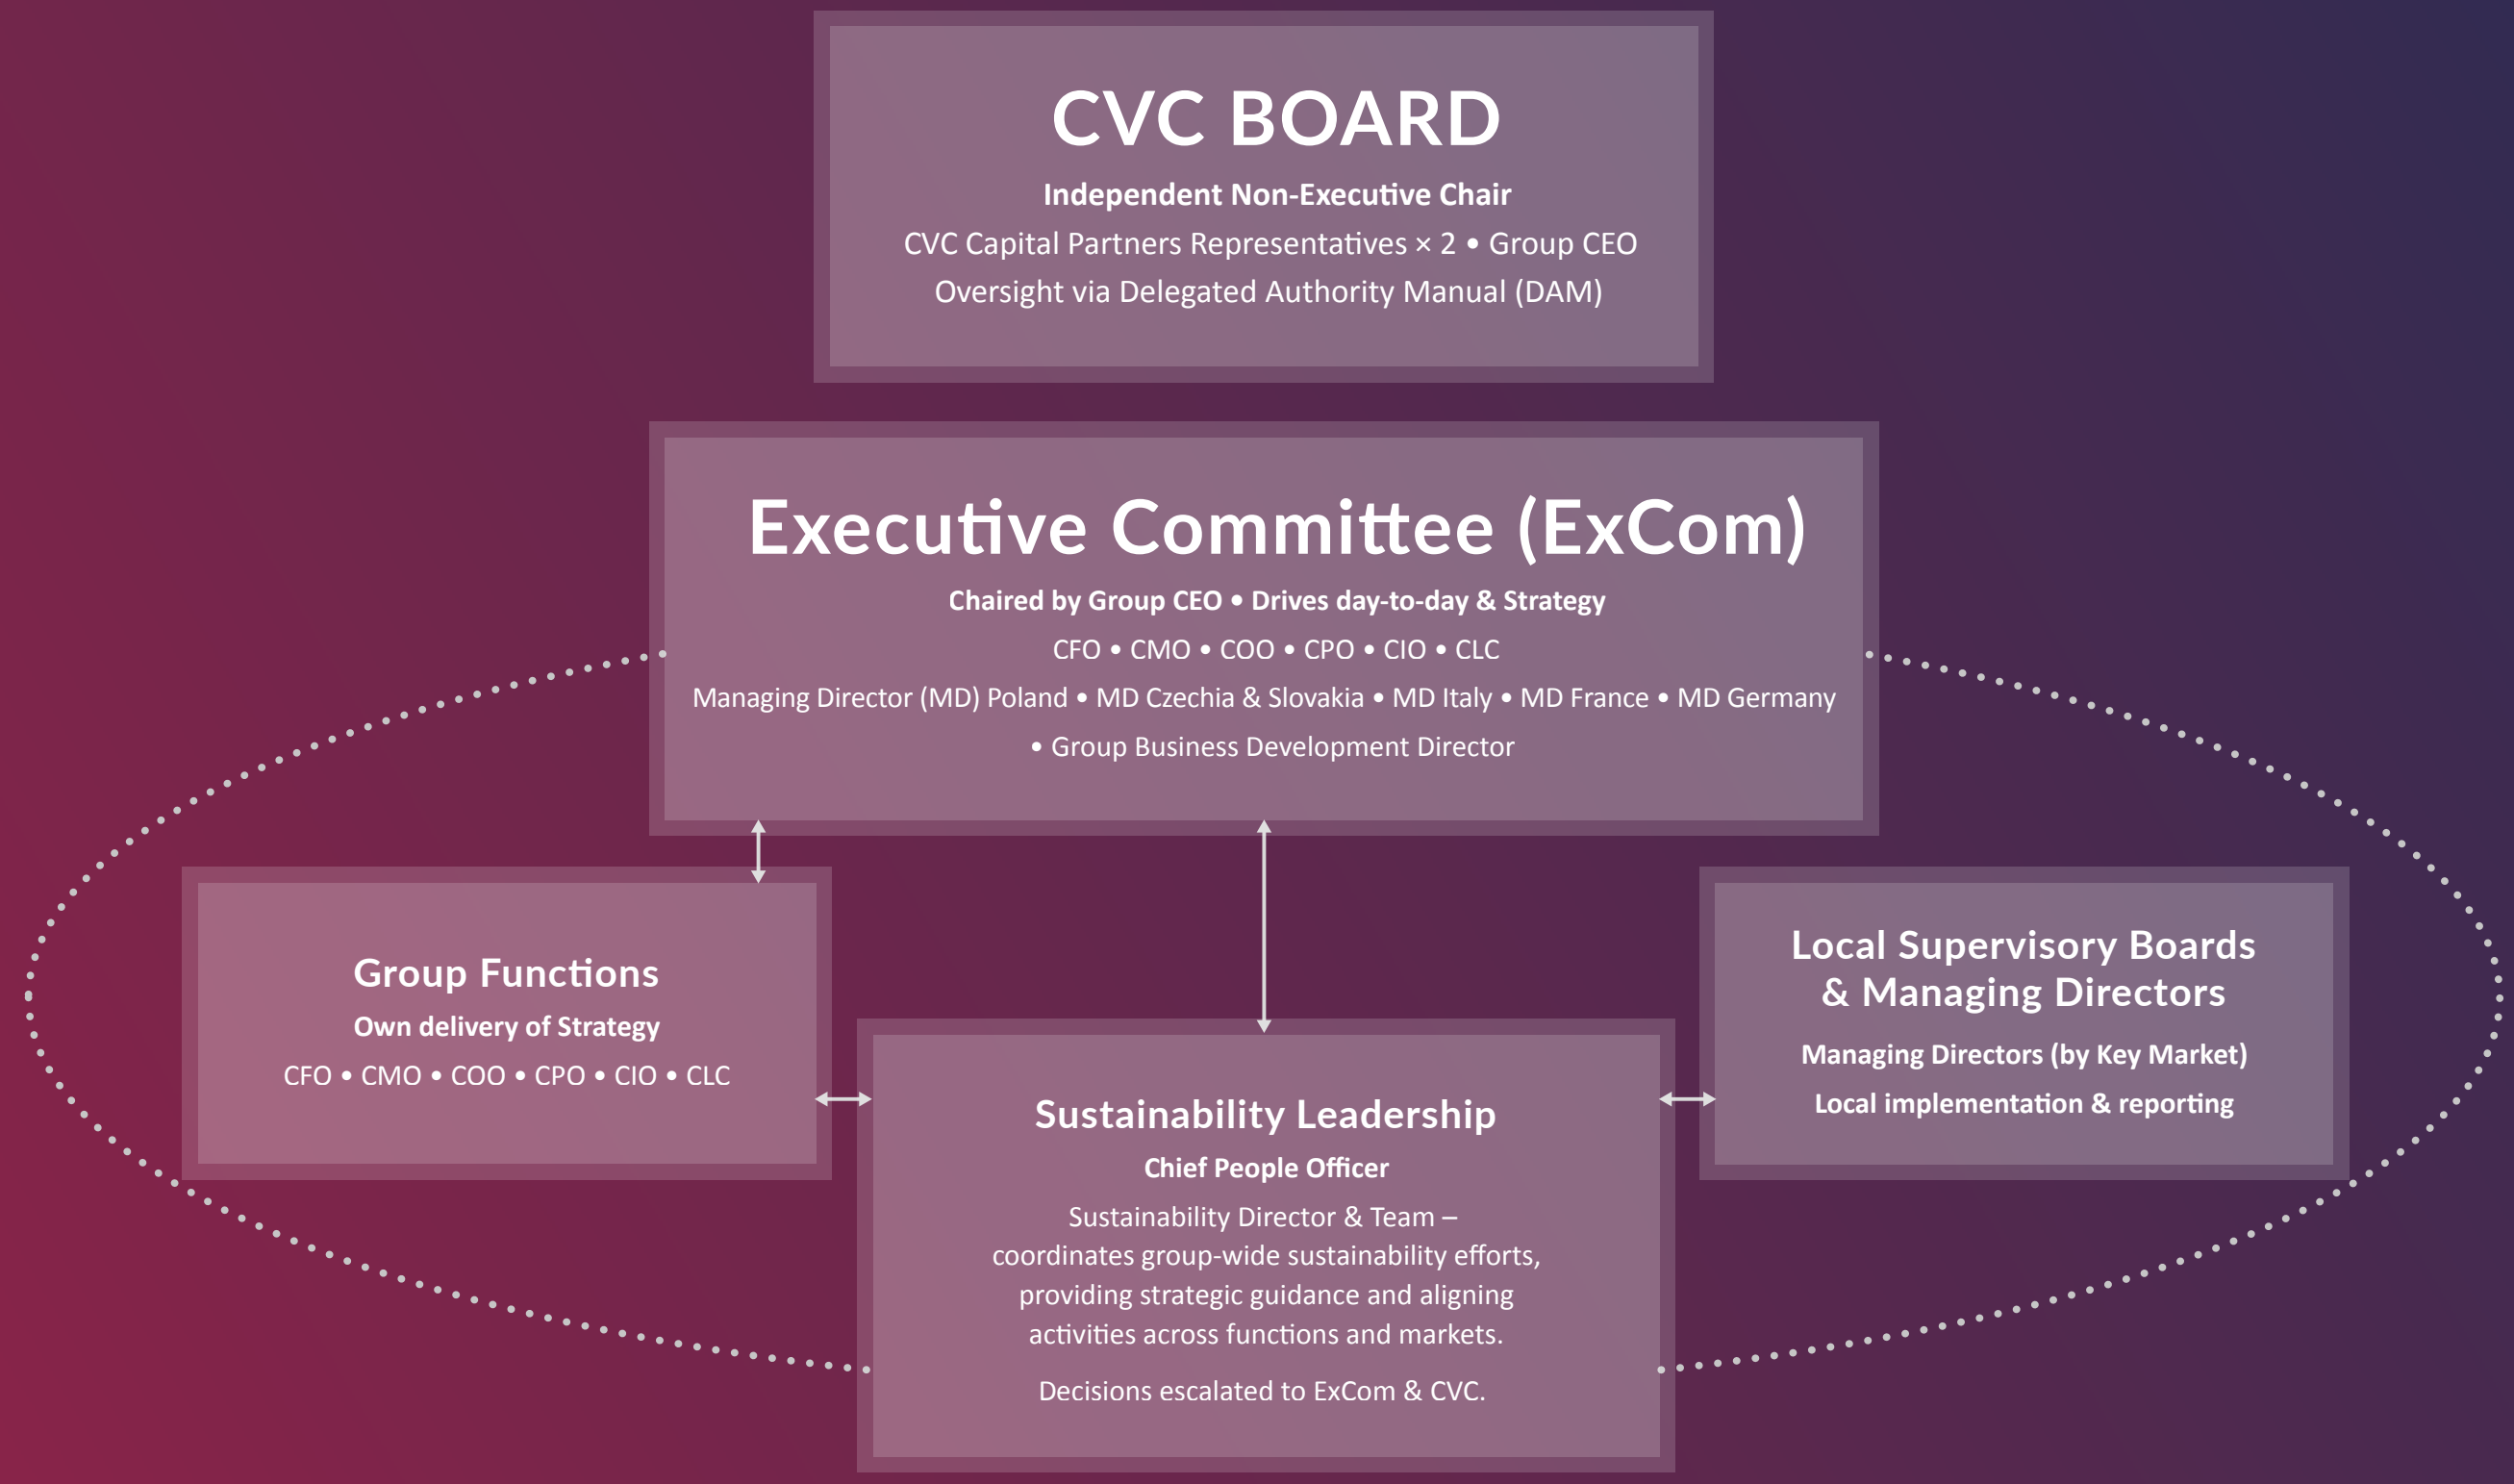 CVC BOARD
Independent Non-Executive Chair
CVC Capital Partners Representatives × 2 • Group CEO
Oversight via Delegated Authority Manual (DAM)
Executive Committee (ExCom)
Chaired by Group CEO • Drives day-to-day & Strategy
CFO • CMO • COO • CPO • CIO • CLC
Managing Director (MD) Poland • MD Czechia & Slovakia • MD Italy • MD France • MD Germany
• Group Business Development Director
Group Functions
Own delivery of Strategy
CFO • CMO • COO • CPO • CIO • CLC
Sustainability Leadership
Chief People Officer
Sustainability Director & Team –
coordinates group-wide sustainability efforts,
providing strategic guidance and aligning
activities across functions and markets.
Decisions escalated to ExCom & CVC.
Local Supervisory Boards
& Managing Directors
Managing Directors (by Key Market)
Local implementation & reporting